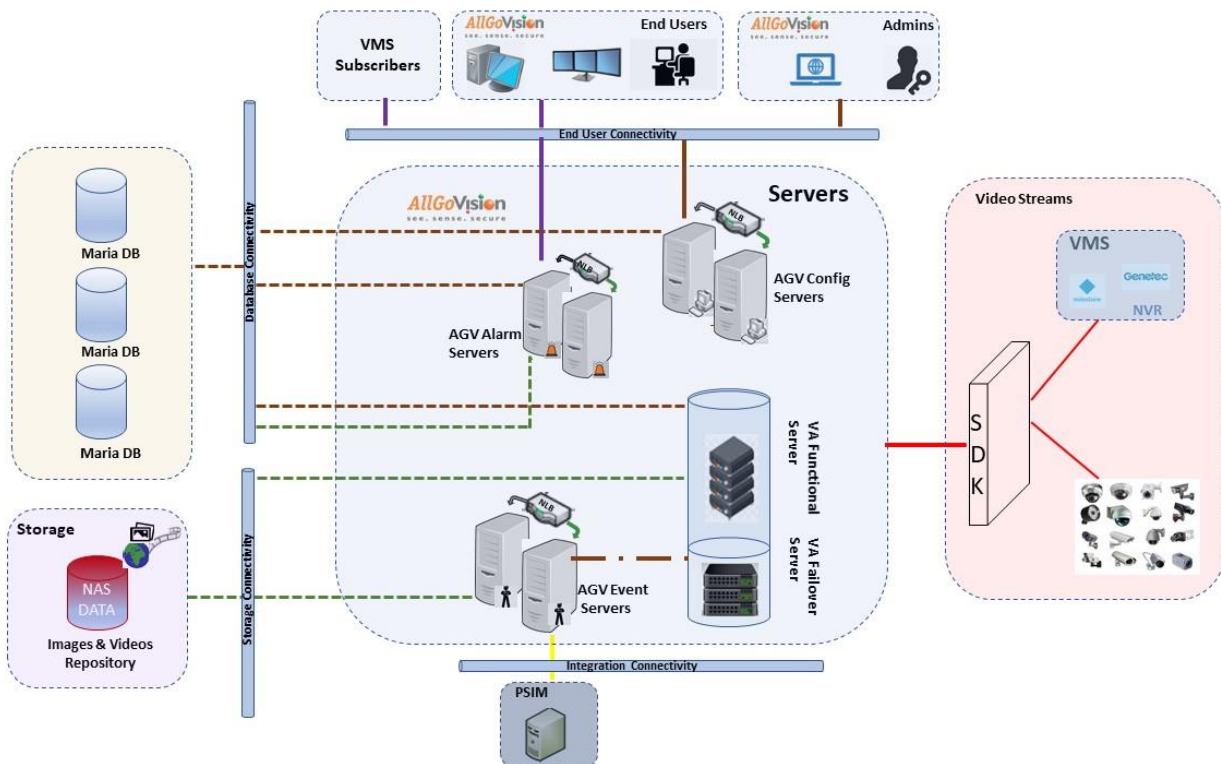 AllGoVision
see. sense. secure
End Users
AllGoVision
see. sense. secure
Admins
VMS
Subscribers
End User Connectivity
Database Connectivity
Maria DB
Maria DB
Maria DB
AllGoVision
see. sense. secure
Servers
NLB
AGV Config
Servers
NLB
AGV Alarm
Servers
VA Functional
Server
VA Failover
Server
NLB
AGV Event
Servers
Storage Connectivity
Storage
NAS
DATA
Images & Videos
Repository
Integration Connectivity
PSIM
Video Streams
VMS
milestone
Genetec
NVR
SDK